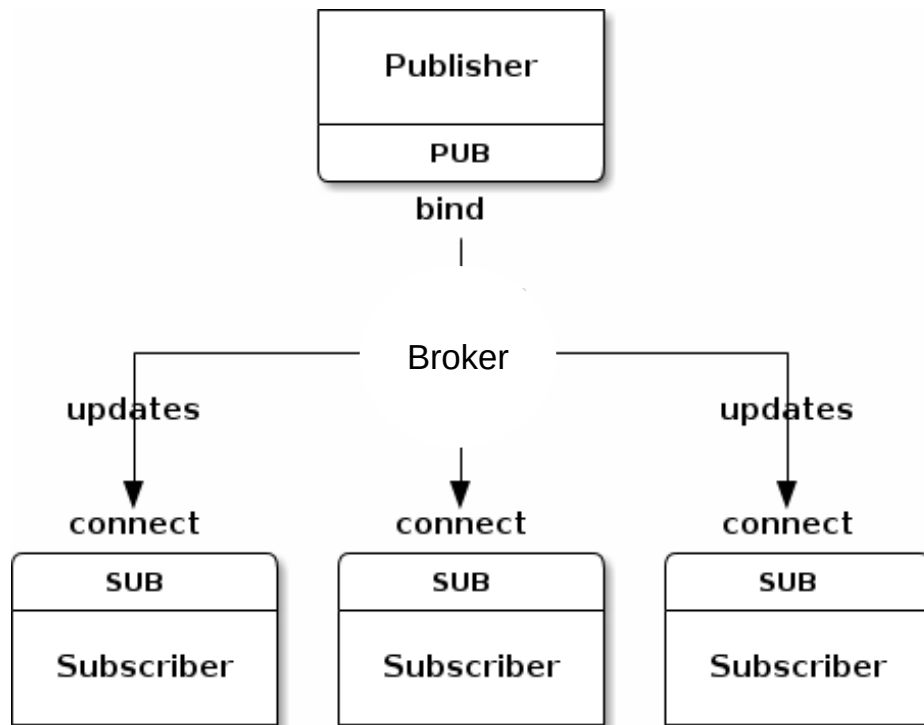 Publisher
PUB
bind
Broker
updates updates
connect connect connect
SUB SUB SUB
Subscriber Subscriber Subscriber